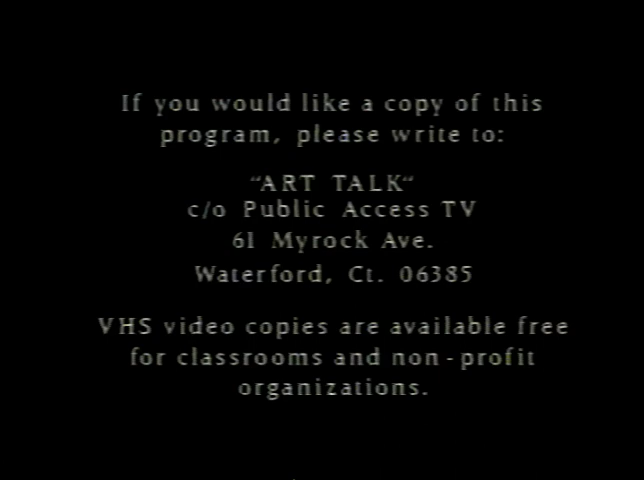 If you would like a copy of this
program, please write to:
"ART TALK"
c/o Public Access TV
61 Myrock Ave.
Waterford, Ct. 06385
VHS video copies are available free
for classrooms and non-profit
organizations.